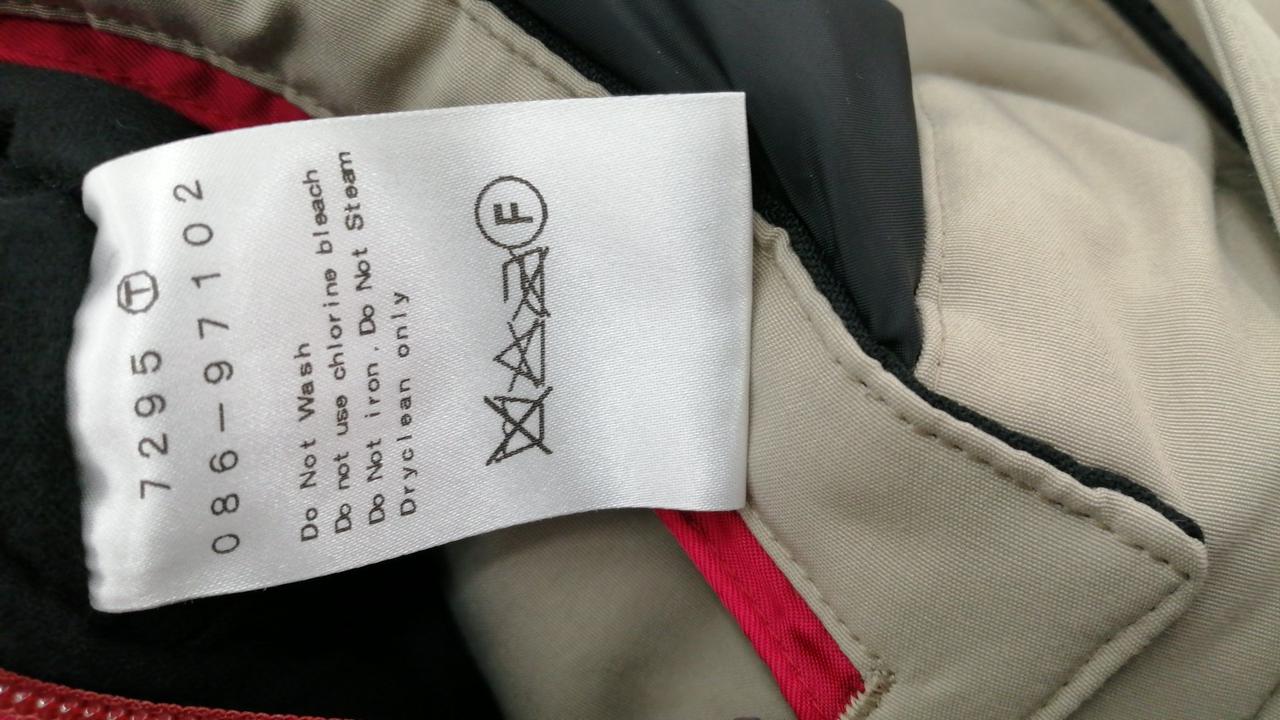 7295 Ⓣ
086-97102
Do Not Wash
Do not use chlorine bleach
Do Not iron. Do Not Steam
Dryclean only
F